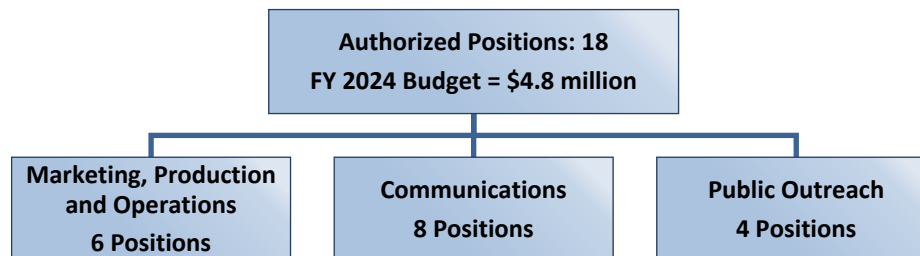 Authorized Positions: 18
FY 2024 Budget = $4.8 million
Marketing, Production
and Operations
6 Positions
Communications
8 Positions
Public Outreach
4 Positions